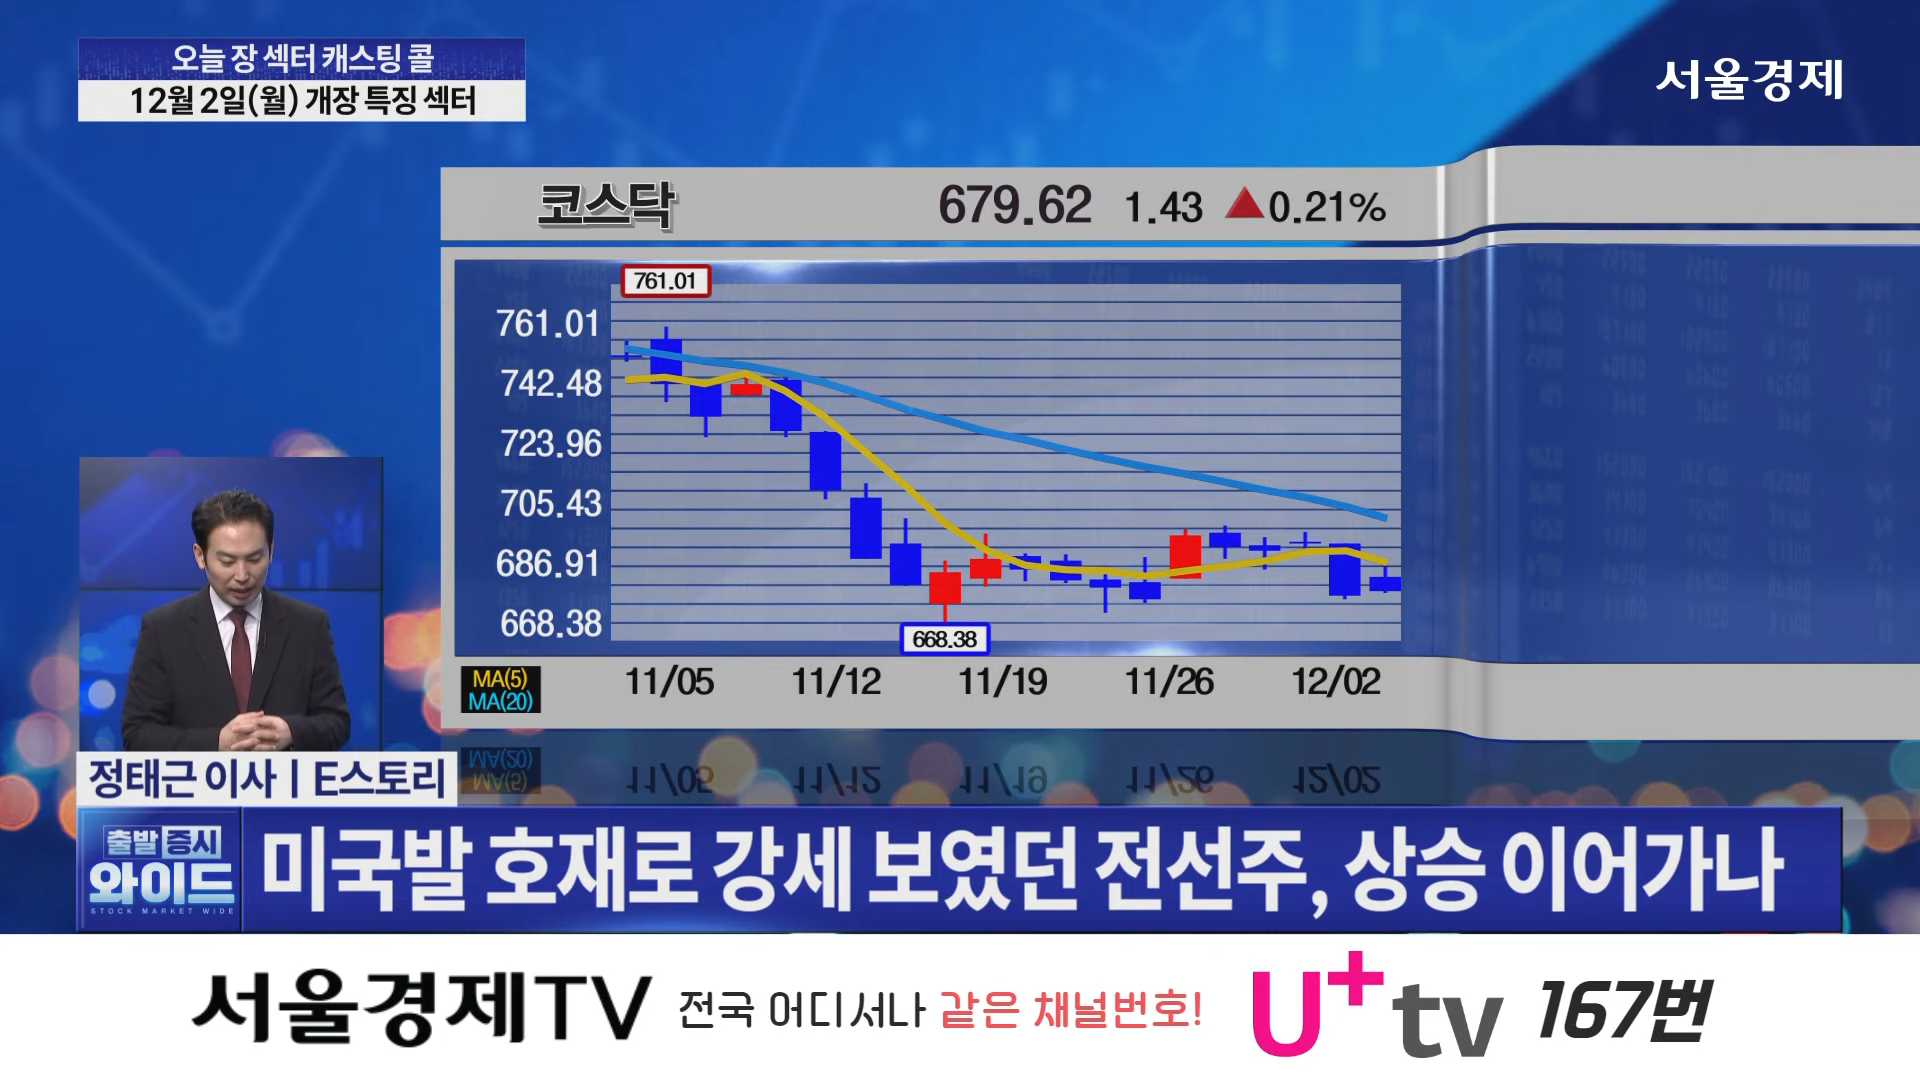 오늘 장 섹터 캐스팅 콜
12월 2일(월) 개장 특징 섹터
서울경제
코스닥 679.62 1.43 ▲0.21%
761.01
761.01
742.48
723.96
705.43
686.91
668.38
668.38
MA(5)
MA(20)
11/05 11/12 11/19 11/26 12/02
정태근 이사 | E스토리
출발 증시
와이드
STOCK MARKET WIDE
미국발 호재로 강세 보였던 전선주, 상승 이어가나
서울경제TV 전국 어디서나 같은 채널번호! U+tv 167번